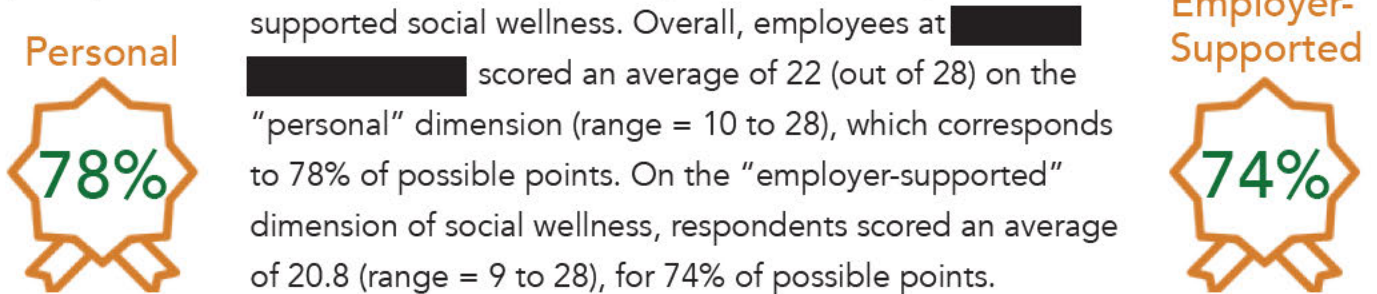 Personal
78%
supported social wellness. Overall, employees at
scored an average of 22 (out of 28) on the
“personal” dimension (range = 10 to 28), which corresponds
to 78% of possible points. On the “employer-supported”
dimension of social wellness, respondents scored an average
of 20.8 (range = 9 to 28), for 74% of possible points.
Employer-
Supported
74%